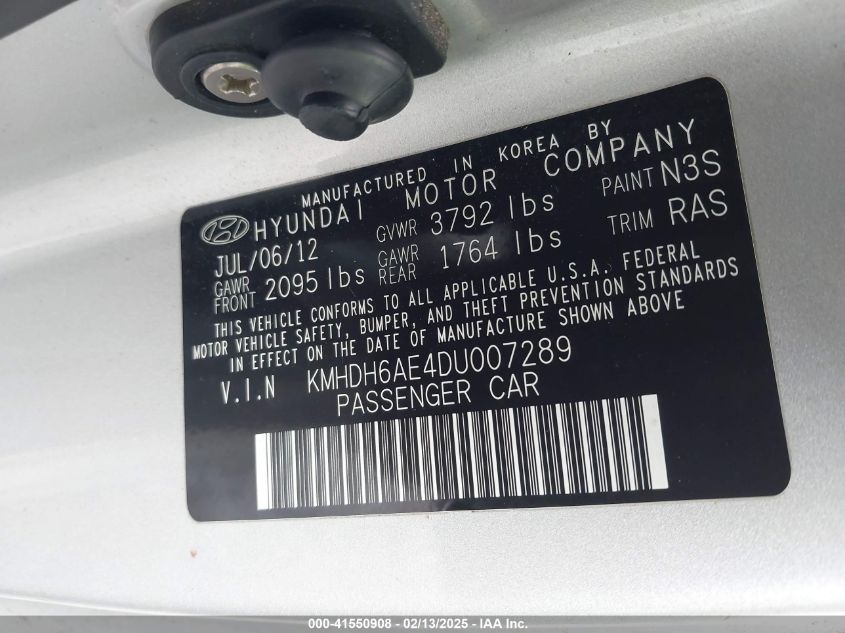 MANUFACTURED IN KOREA BY
HYUNDAI MOTOR COMPANY
JUL/06/12 GVWR 3792 lbs PAINT N3S
GAWR FRONT 2095 lbs GAWR REAR 1764 lbs TRIM RAS
THIS VEHICLE CONFORMS TO ALL APPLICABLE U.S.A. FEDERAL
MOTOR VEHICLE SAFETY, BUMPER, AND THEFT PREVENTION STANDARDS
IN EFFECT ON THE DATE OF MANUFACTURE SHOWN ABOVE
V.I.N KMHDH6AE4DU007289
PASSENGER CAR
000-41550908 - 02/13/2025 - IAA Inc.